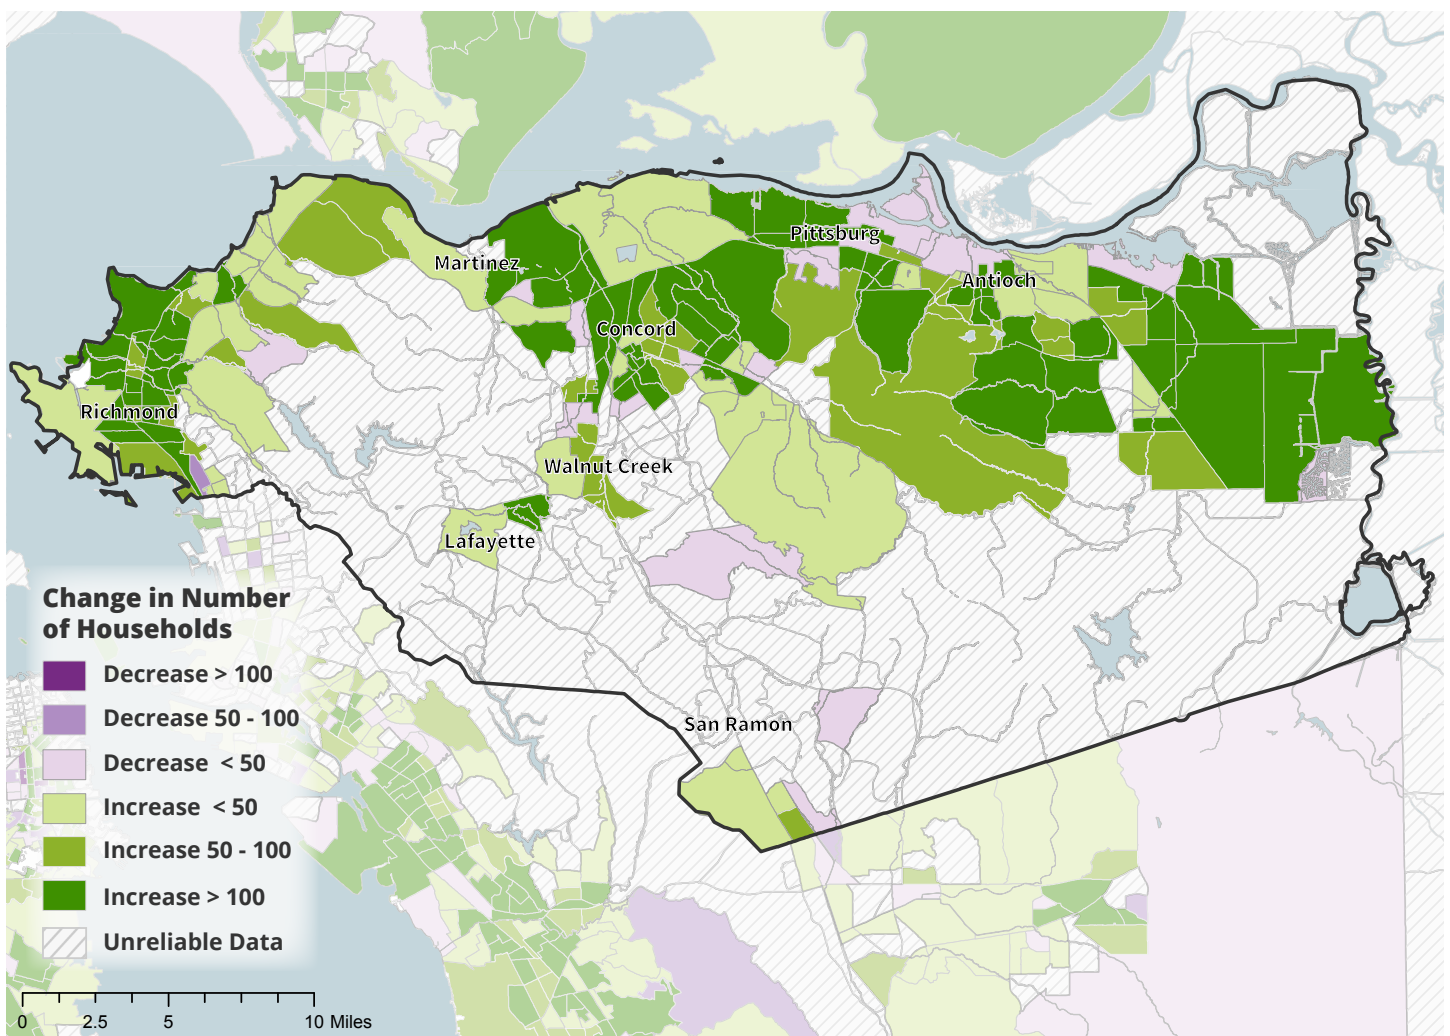 Pittsburg
Martinez
Antioch
Concord
Richmond
Walnut Creek
Lafayette
San Ramon
Change in Number
of Households
Decrease > 100
Decrease 50 - 100
Decrease < 50
Increase < 50
Increase 50 - 100
Increase > 100
Unreliable Data
0 2.5 5 10 Miles